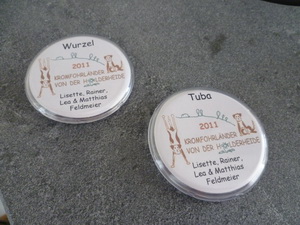 Wurzel
2011
KROMFOHRLÄNDER
VON DER HOLDERHEIDE
Lisette, Rainer,
Lea & Matthias
Feldmeier
Tuba
2011
KROMFOHRLÄNDER
VON DER HOLDERHEIDE
Lisette, Rainer,
Lea & Matthias
Feldmeier